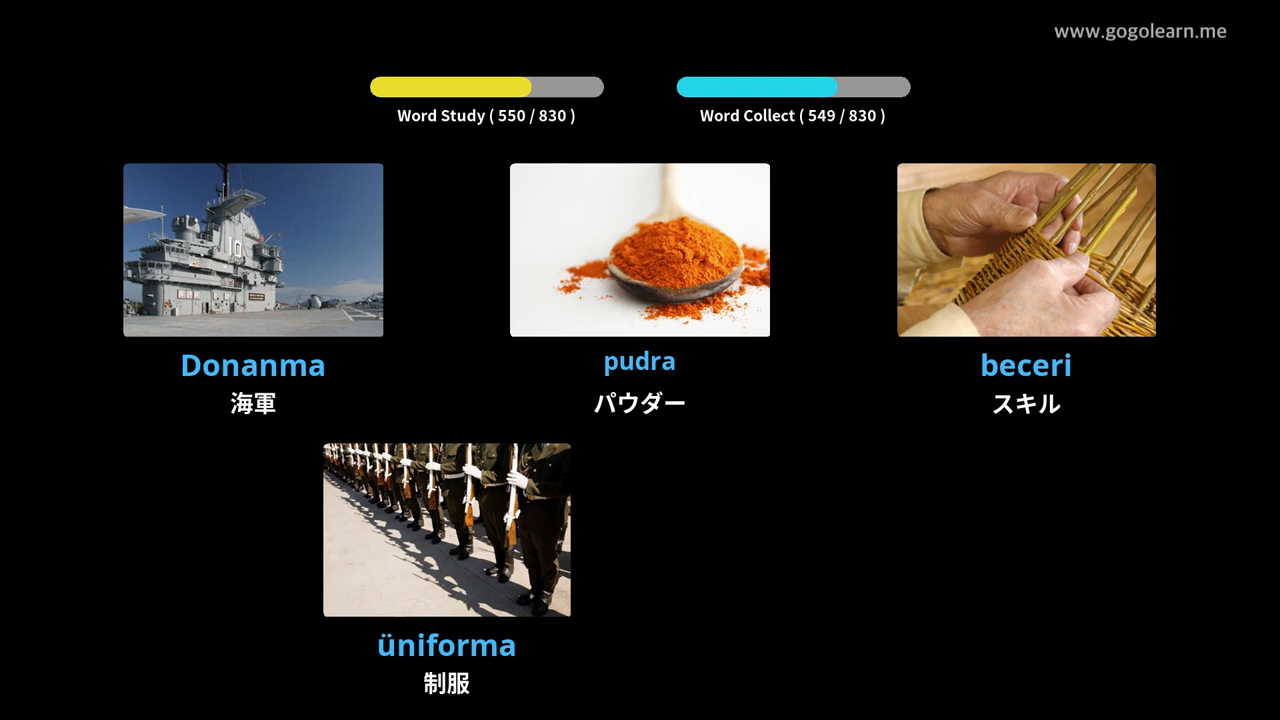 www.gogolearn.me
Word Study ( 550 / 830 )
Word Collect ( 549 / 830 )
10
Donanma
海軍
pudra
パウダー
beceri
スキル
üniforma
制服